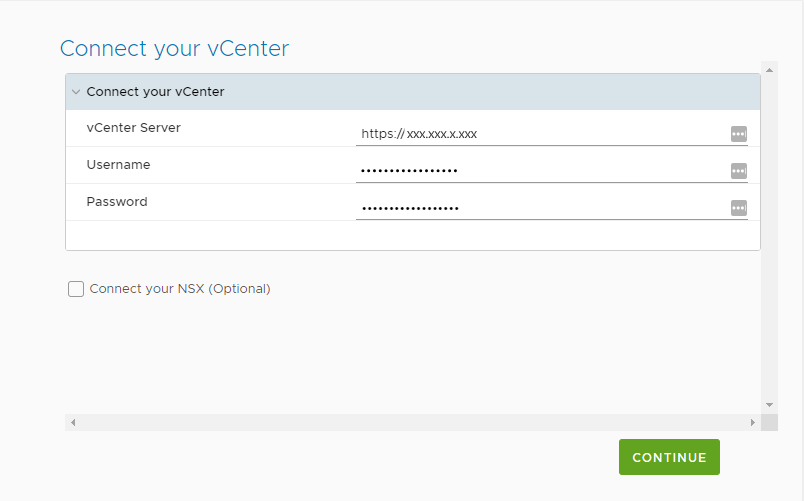 Connect your vCenter
Connect your vCenter
vCenter Server
https://xxx.xxx.x.xxx
Username
•••••••••••••••••
Password
••••••••••••••••••
Connect your NSX (Optional)
CONTINUE